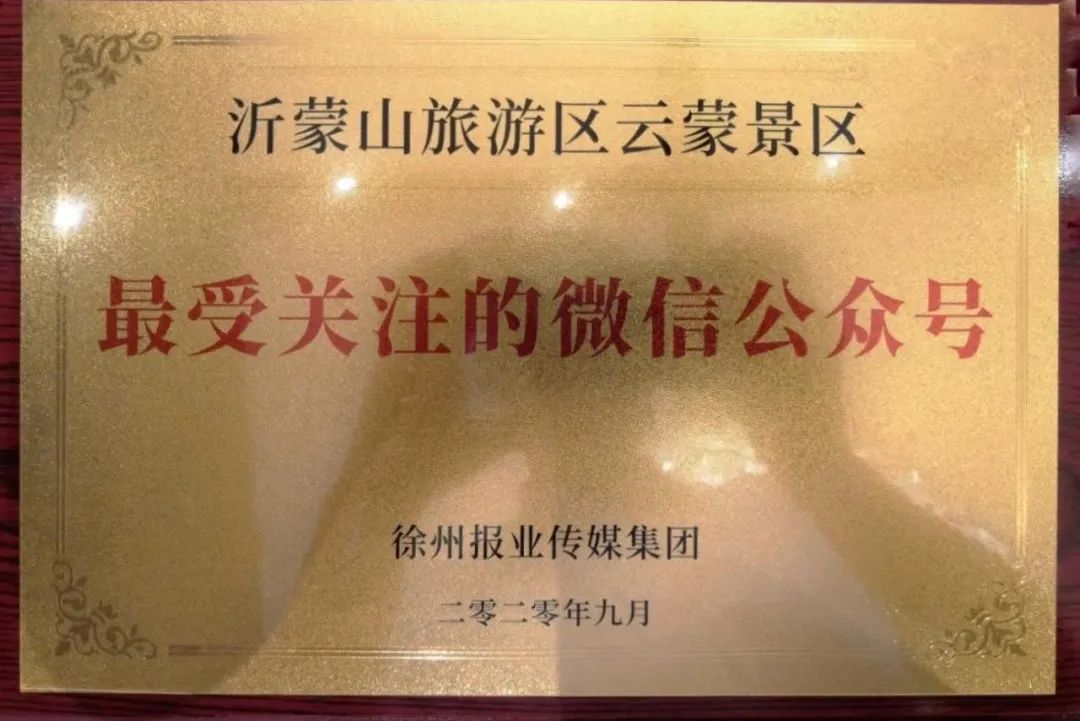 沂蒙山旅游区云蒙景区
最受关注的微信公众号
徐州报业传媒集团
二零二零年九月